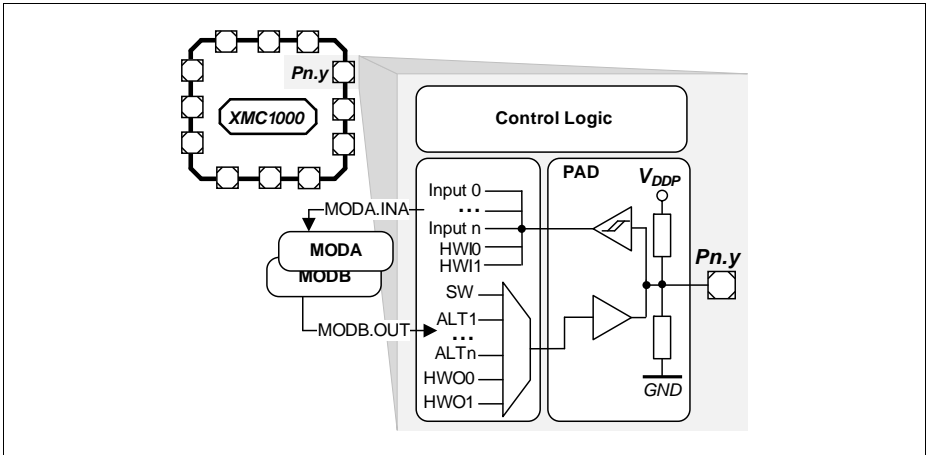 Pn.y
XMC1000
Control Logic
PAD
VDDP
Input 0
...
Input n
HWI0
HWI1
MODA.INA
MODA
MODB
MODB.OUT
SW
ALT1
...
ALTn
HWO0
HWO1
Pn.y
GND